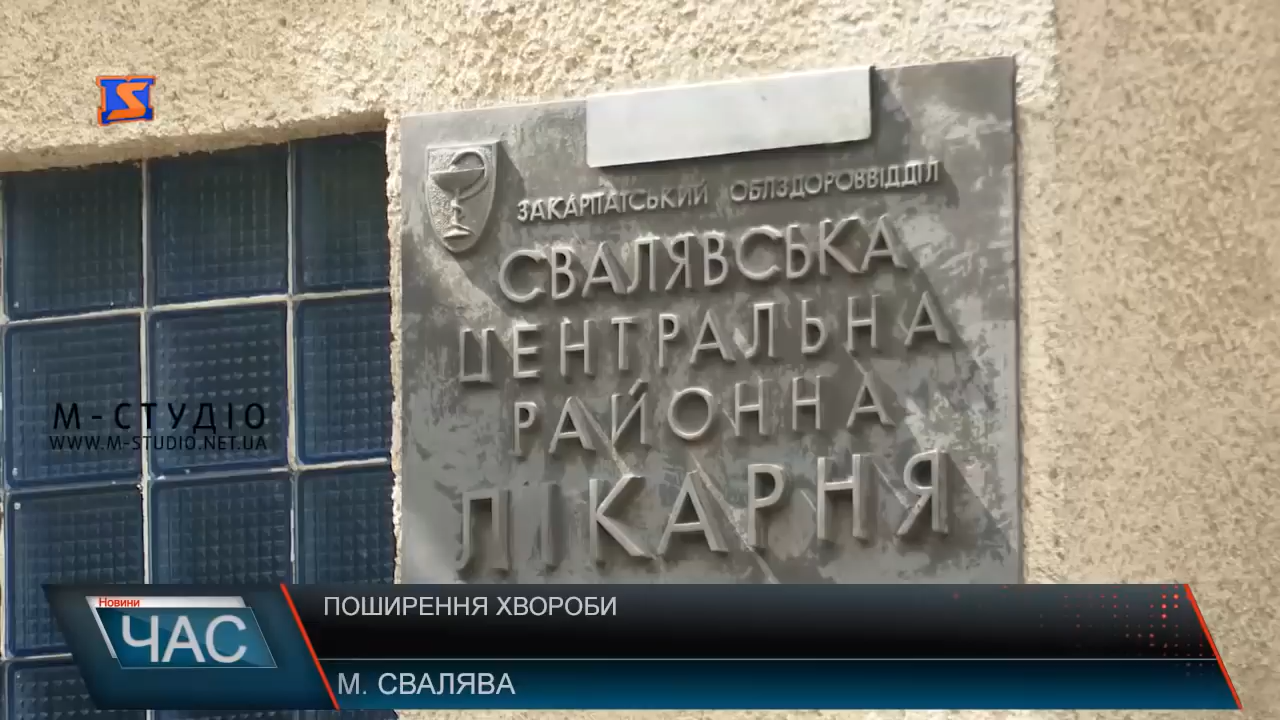 S
ЗАКАРПАТСЬКИЙ ОБЛЗДОРОВВІДДІЛ
СВАЛЯВСЬКА
ЦЕНТРАЛЬНА
РАЙОННА
ЛІКАРНЯ
М-СТУДІО
WWW.M-STUDIO.NET.UA
Новини
ЧАС
ПОШИРЕННЯ ХВОРОБИ
М. СВАЛЯВА